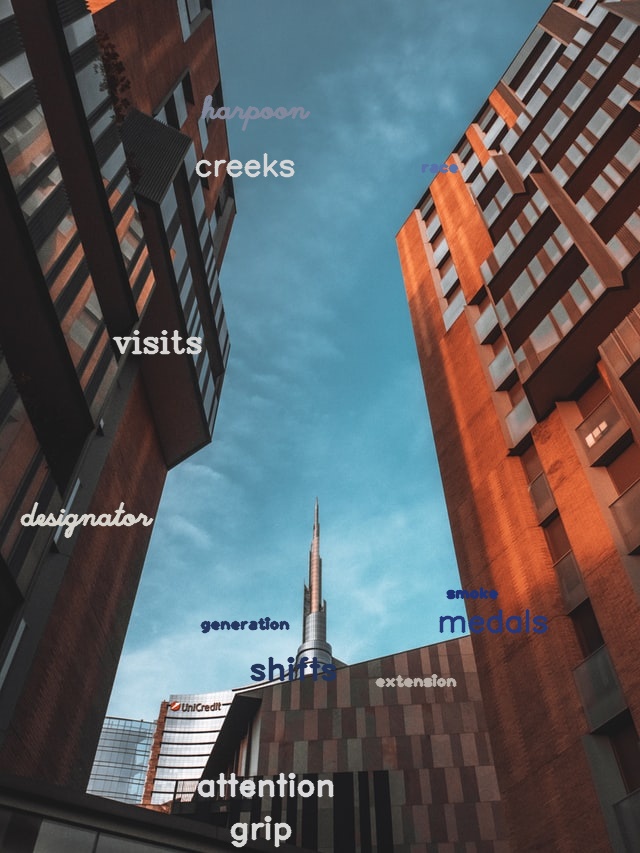 harpoon
creeks
race
visits
designator
smoke
generation
medals
shifts
extension
UniCredit
attention
grip